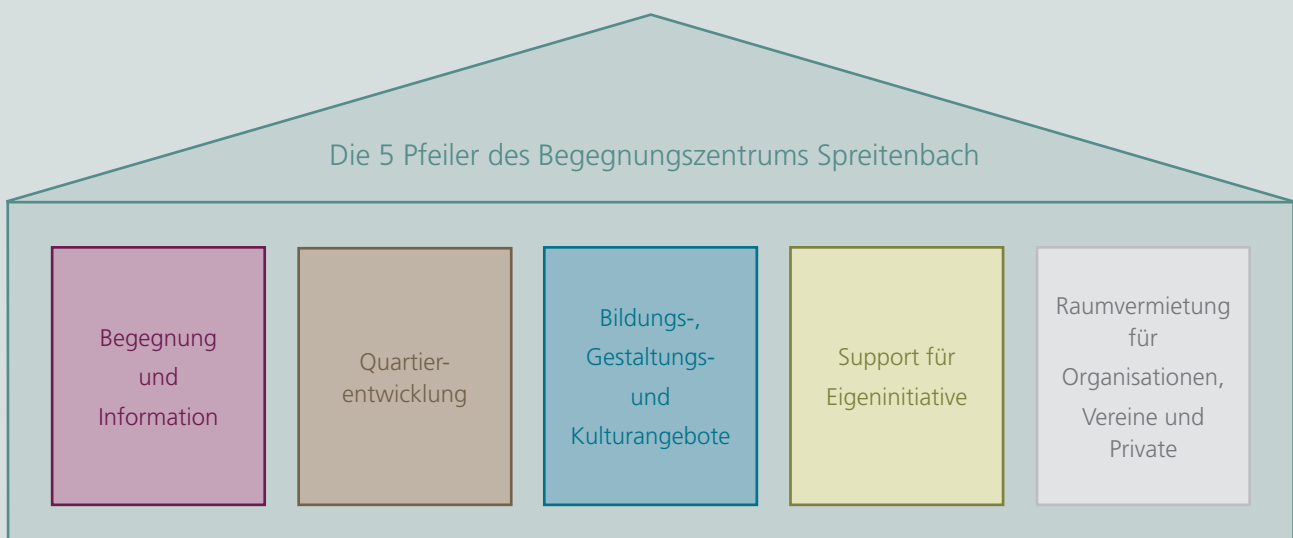 Die 5 Pfeiler des Begegnungszentrums Spreitenbach
Begegnung
und
Information
Quartier-
entwicklung
Bildungs-,
Gestaltungs-
und
Kulturangebote
Support für
Eigeninitiative
Raumvermietung
für
Organisationen,
Vereine und
Private